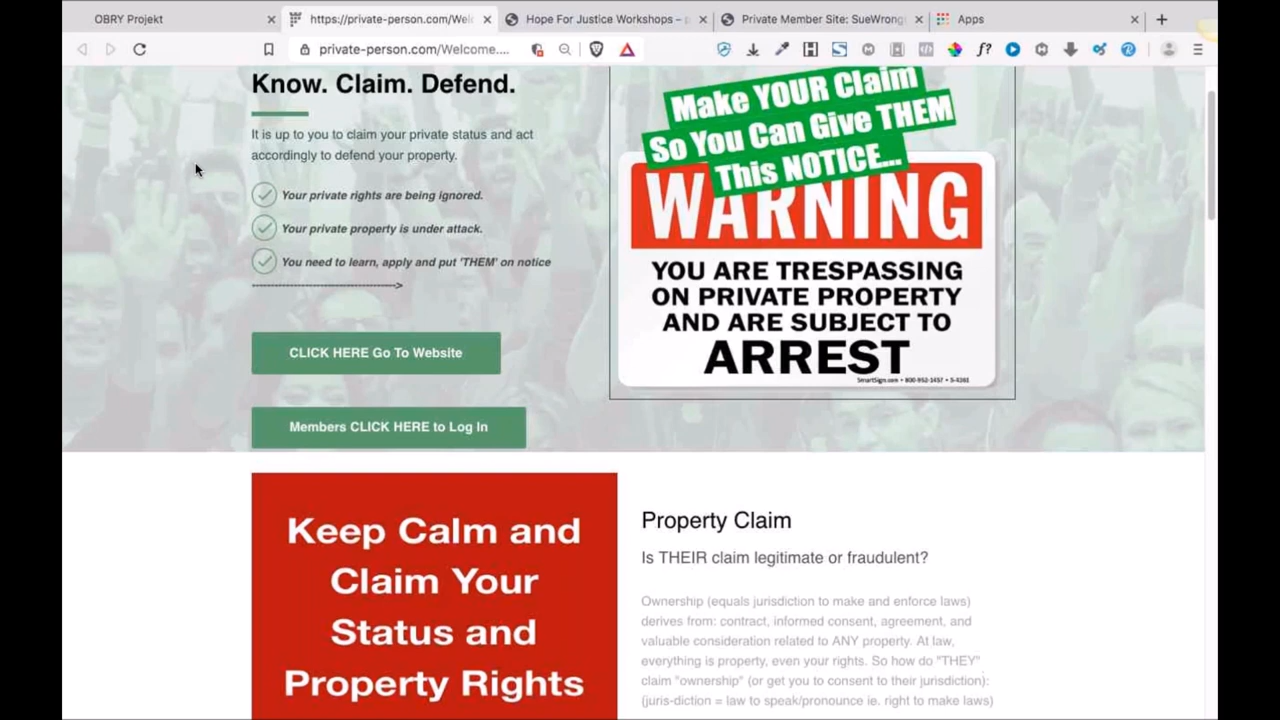 OBRY Projekt
https://private-person.com/Welc
Hope For Justice Workshops –
Private Member Site: SueWrong
Apps
private-person.com/Welcome....
f?
Know. Claim. Defend.
It is up to you to claim your private status and act
accordingly to defend your property.
Your private rights are being ignored.
Your private property is under attack.
You need to learn, apply and put 'THEM' on notice
----------------------------------->
CLICK HERE Go To Website
Members CLICK HERE to Log In
Make YOUR Claim
So You Can Give THEM
This NOTICE...
WARNING
YOU ARE TRESPASSING
ON PRIVATE PROPERTY
AND ARE SUBJECT TO
ARREST
SmartSign.com • 800-952-1457 • S-4261
Keep Calm and
Claim Your
Status and
Property Rights
Property Claim
Is THEIR claim legitimate or fraudulent?
Ownership (equals jurisdiction to make and enforce laws)
derives from: contract, informed consent, agreement, and
valuable consideration related to ANY property. At law,
everything is property, even your rights. So how do "THEY"
claim "ownership" (or get you to consent to their jurisdiction):
(juris-diction = law to speak/pronounce ie. right to make laws)